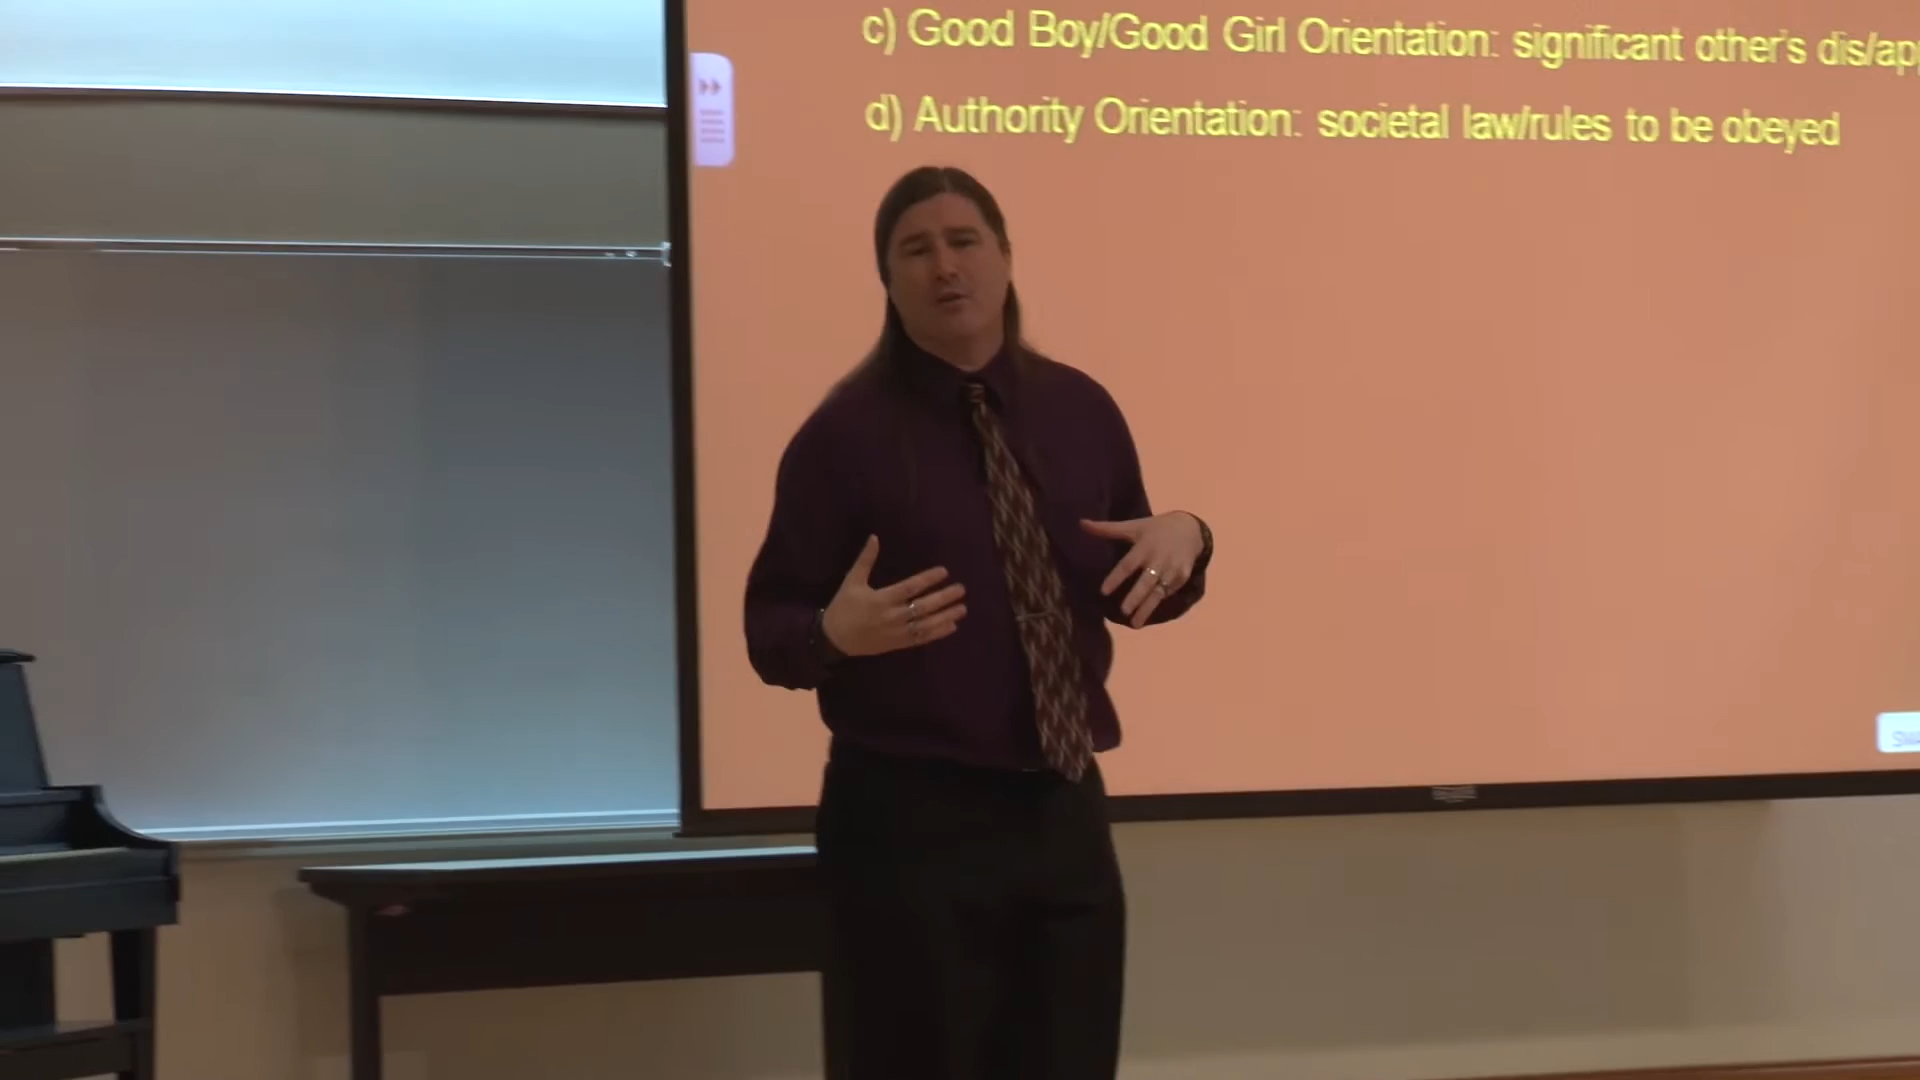 c) Good Boy/Good Girl Orientation: significant other's dis/ap
d) Authority Orientation: societal law/rules to be obeyed